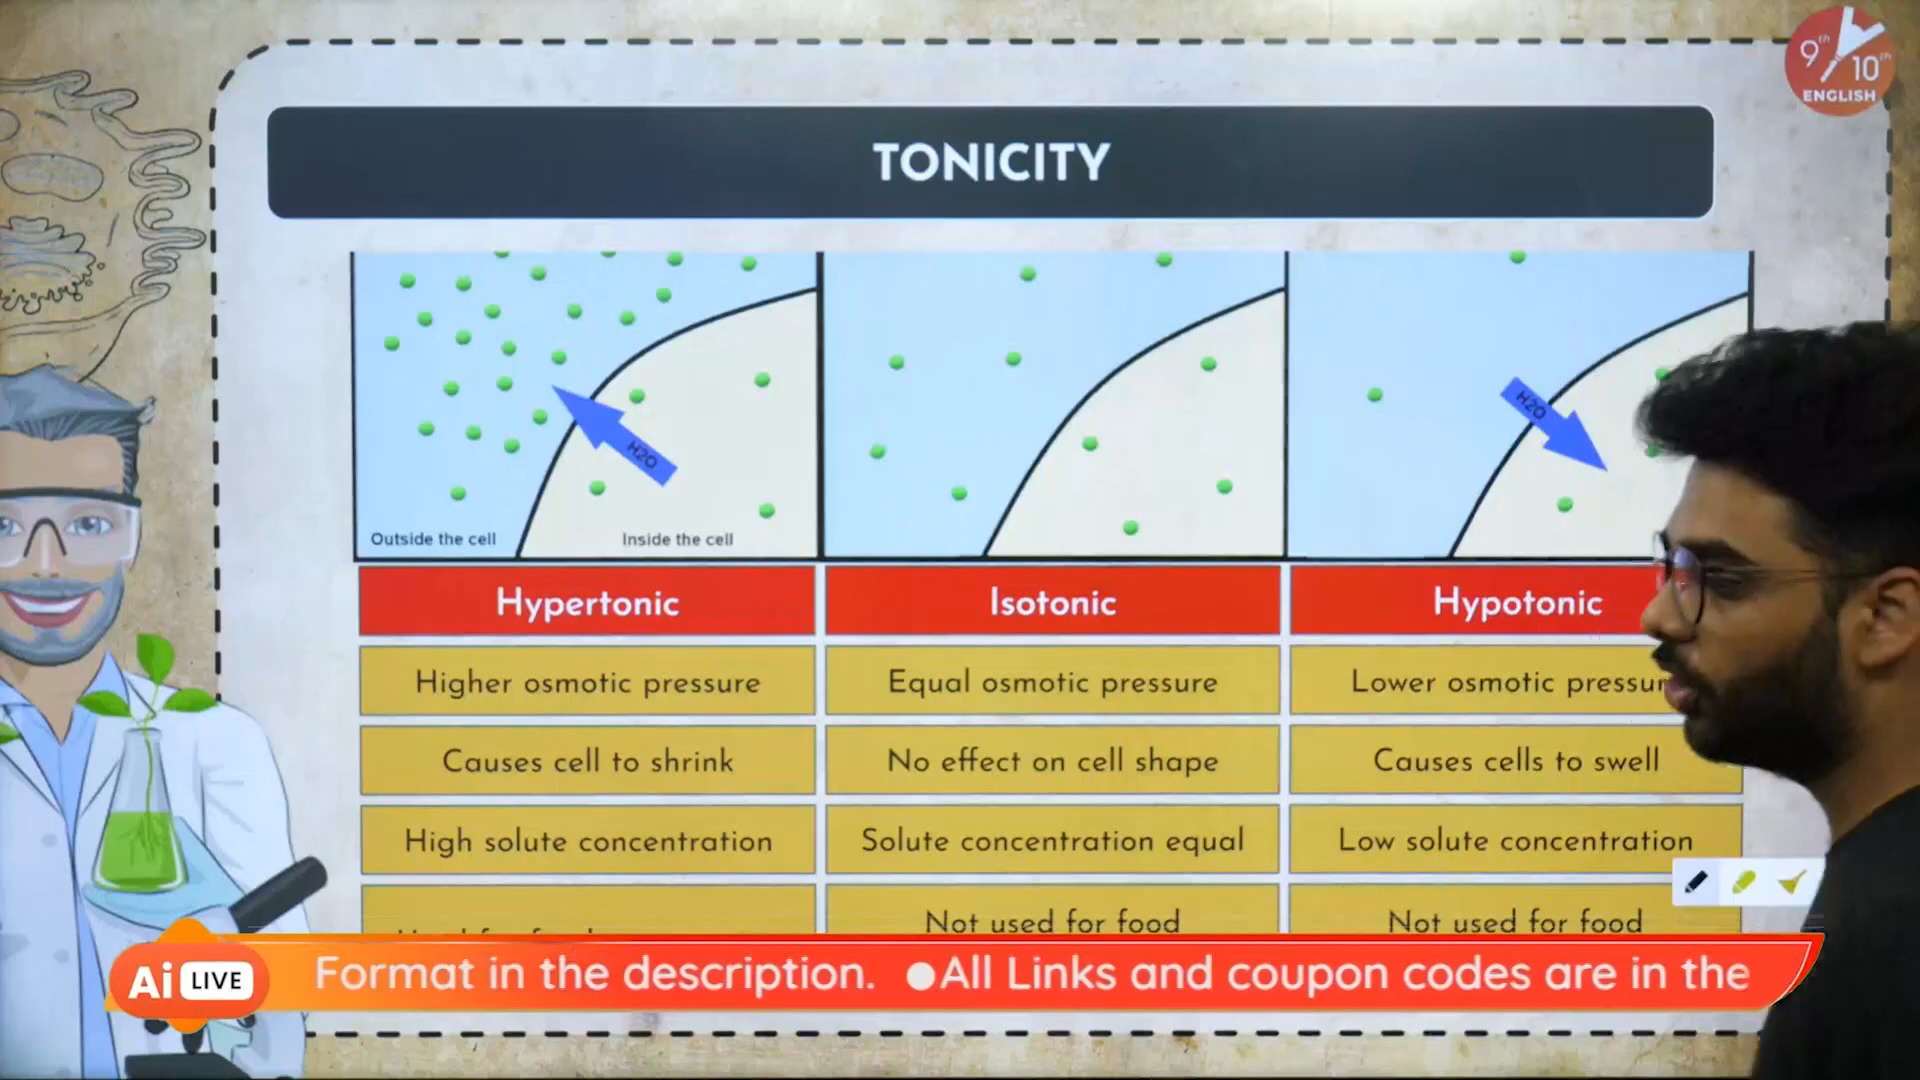 9th
10th
ENGLISH
TONICITY
H2O
H2O
Outside the cell
Inside the cell
Hypertonic
Isotonic
Hypotonic
Higher osmotic pressure
Equal osmotic pressure
Lower osmotic pressur
Causes cell to shrink
No effect on cell shape
Causes cells to swell
High solute concentration
Solute concentration equal
Low solute concentration
Not used for food
Not used for food
Ai LIVE
Format in the description. ●All Links and coupon codes are in the